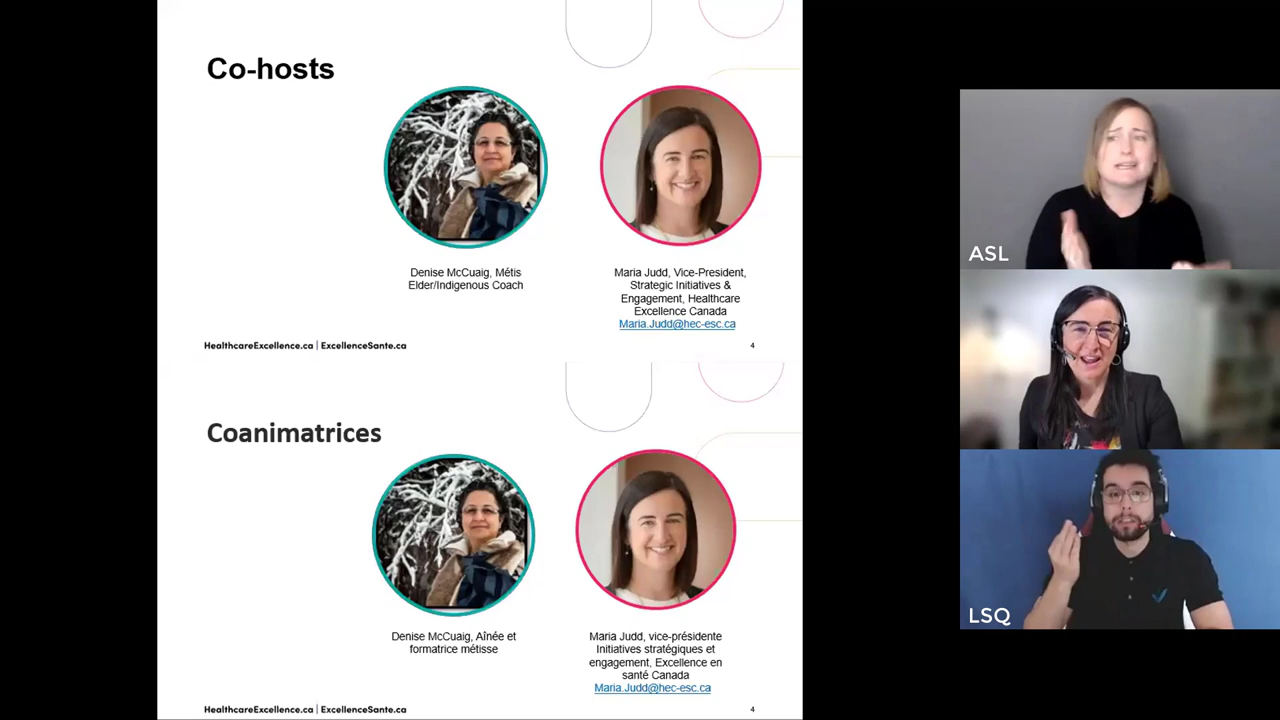 Co-hosts
Denise McCuaig, Métis
Elder/Indigenous Coach
Maria Judd, Vice-President,
Strategic Initiatives &
Engagement, Healthcare
Excellence Canada
Maria.Judd@hec-esc.ca
HealthcareExcellence.ca | ExcellenceSante.ca
4
Coanimatrices
Denise McCuaig, Aînée et
formatrice métisse
Maria Judd, vice-présidente
Initiatives stratégiques et
engagement, Excellence en
santé Canada
Maria.Judd@hec-esc.ca
HealthcareExcellence.ca | ExcellenceSante.ca
4
ASL
LSQ